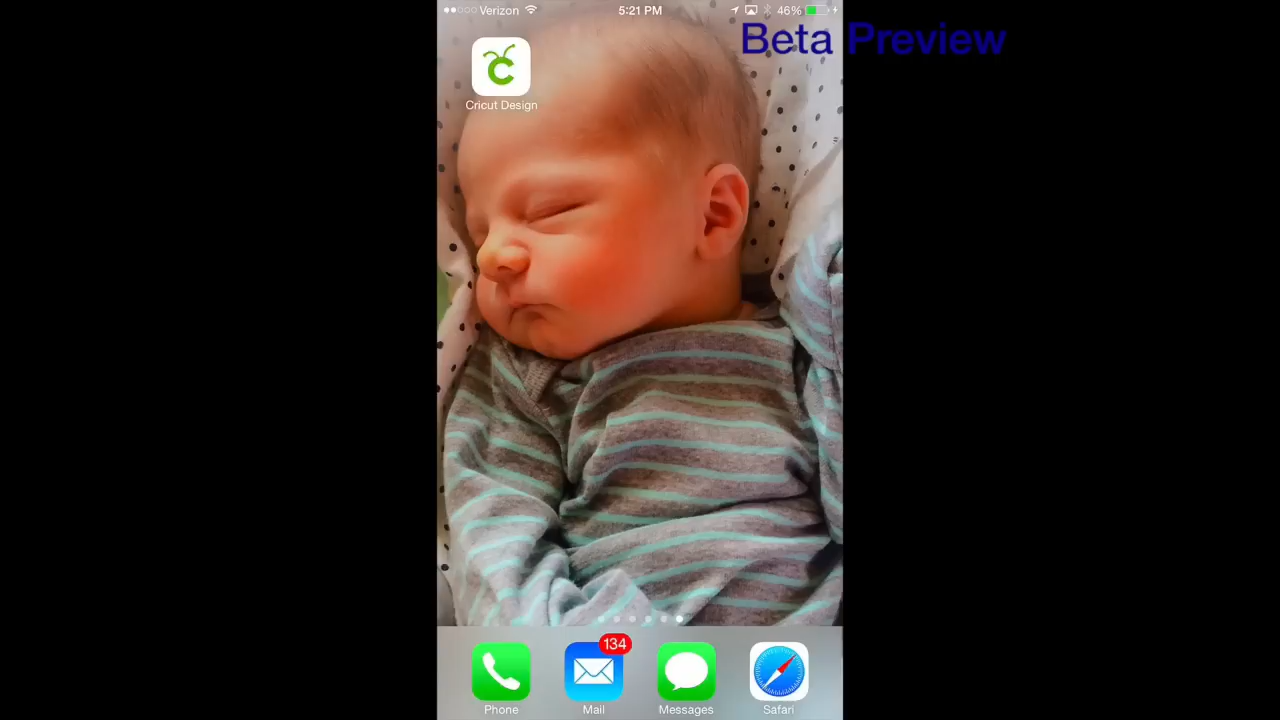 Verizon 5:21 PM 46%
Beta Preview
Cricut Design
134
Phone Mail Messages Safari